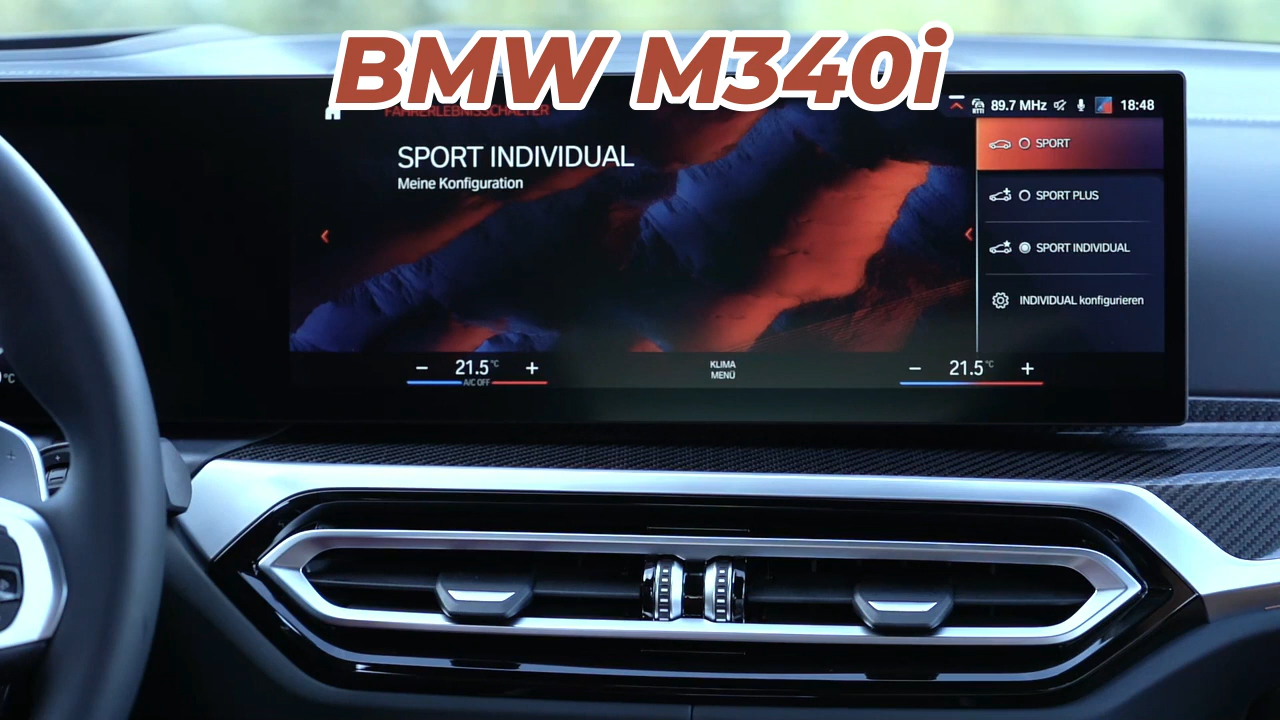 BMW M340i
FAHRERLEBNISSCHALTER
89.7 MHz
18:48
SPORT INDIVIDUAL
Meine Konfiguration
SPORT
SPORT PLUS
SPORT INDIVIDUAL
INDIVIDUAL konfigurieren
°C
− 21.5 °C +
A/C OFF
KLIMA
MENÜ
− 21.5 °C +